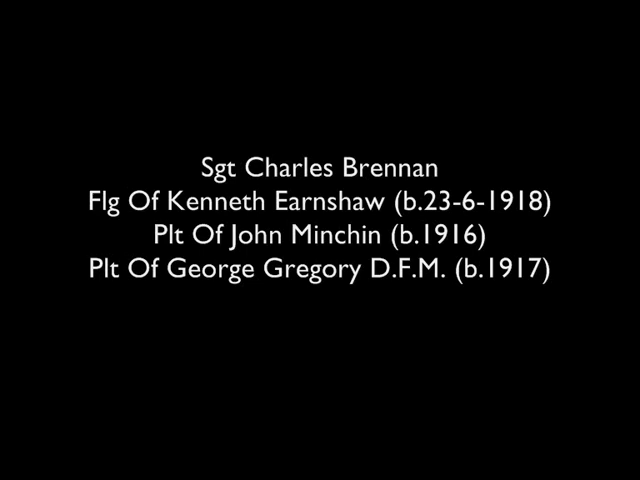 Sgt Charles Brennan
Flg Of Kenneth Earnshaw (b.23-6-1918)
Plt Of John Minchin (b.1916)
Plt Of George Gregory D.F.M. (b.1917)